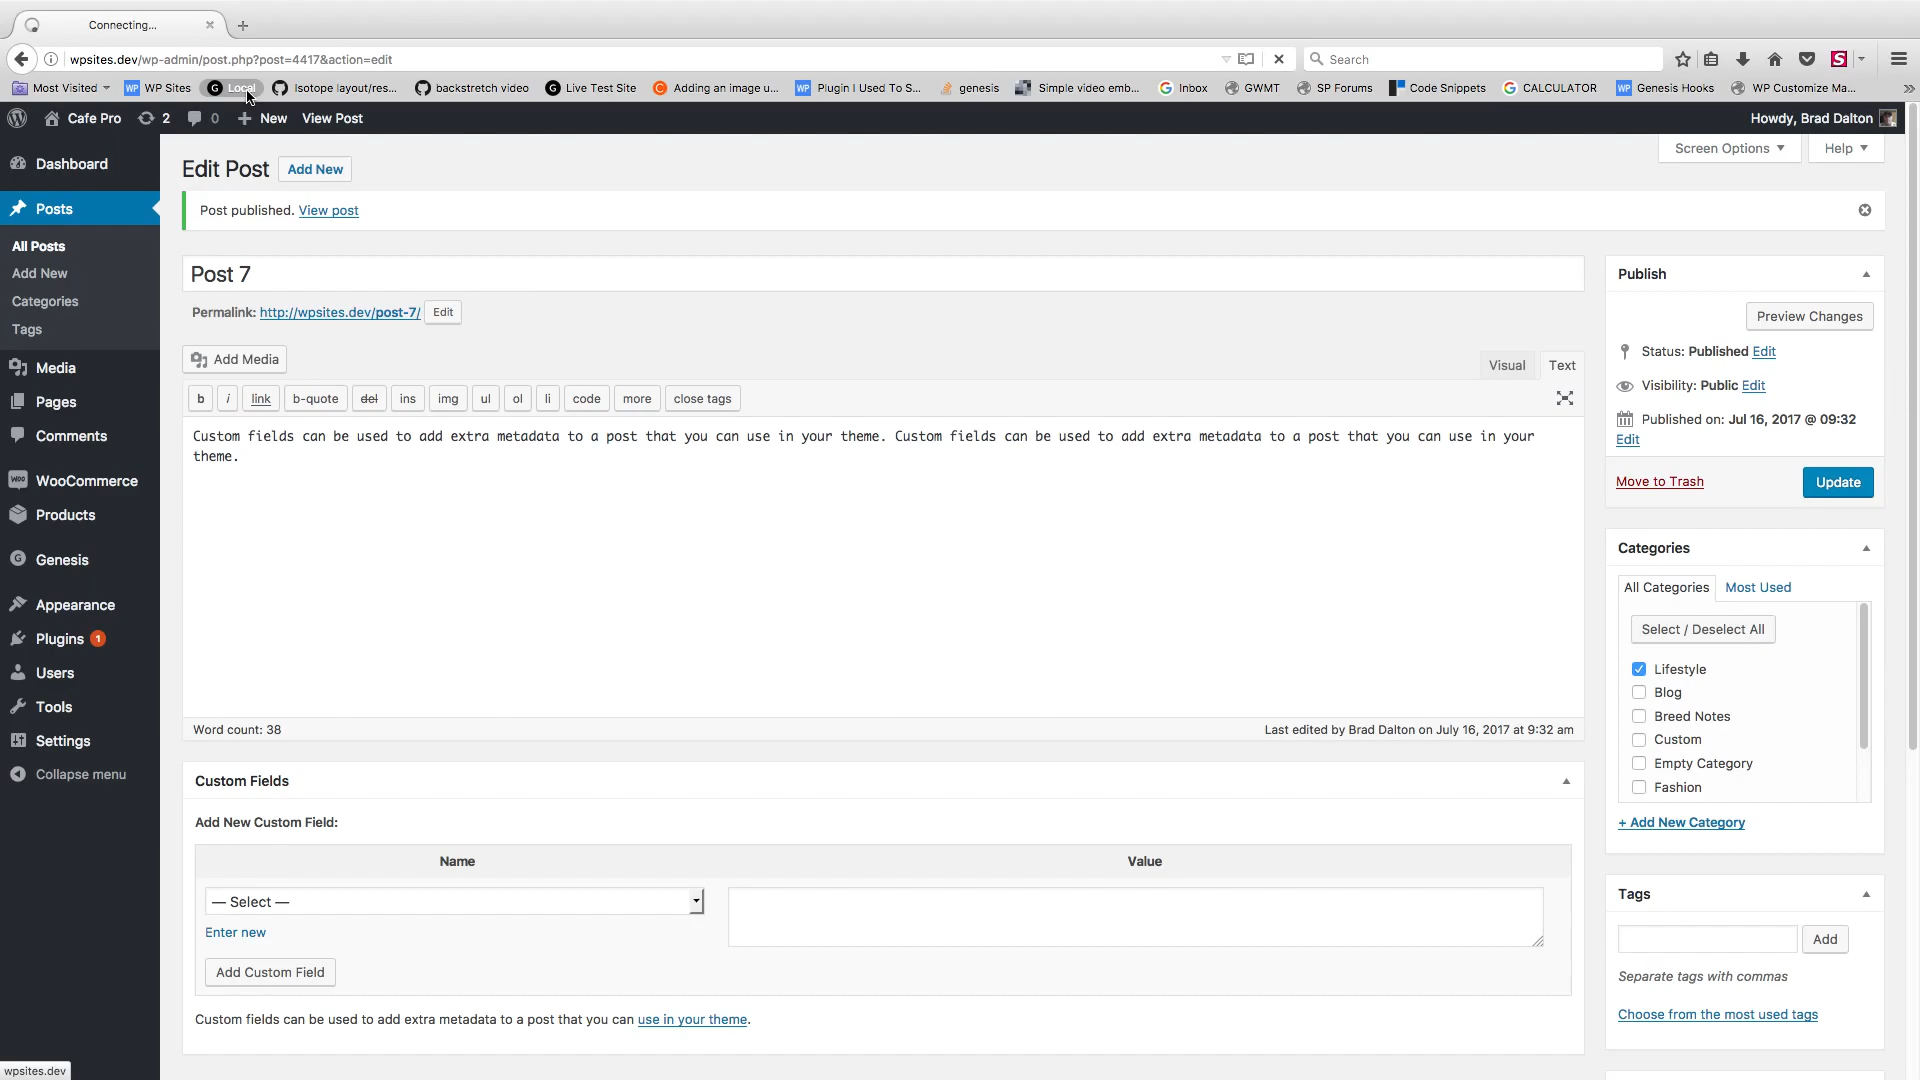 Connecting...
wpsites.dev/wp-admin/post.php?post=4417&action=edit
Search
Most Visited WP Sites Local Isotope layout/res... backstretch video Live Test Site Adding an image u... Plugin I Used To S... genesis Simple video emb... Inbox GWMT SP Forums Code Snippets CALCULATOR Genesis Hooks WP Customize Ma...
Cafe Pro 2 0 New View Post Howdy, Brad Dalton
Screen Options Help
Edit Post Add New
Post published. View post
Dashboard
Posts
All Posts
Add New
Categories
Tags
Media
Pages
Comments
WooCommerce
Products
Genesis
Appearance
Plugins 1
Users
Tools
Settings
Collapse menu
Post 7
Permalink: http://wpsites.dev/post-7/ Edit
Add Media
Visual Text
b i link b-quote del ins img ul ol li code more close tags
Custom fields can be used to add extra metadata to a post that you can use in your theme. Custom fields can be used to add extra metadata to a post that you can use in your
theme.
Word count: 38 Last edited by Brad Dalton on July 16, 2017 at 9:32 am
Custom Fields
Add New Custom Field:
Name Value
— Select —
Enter new
Add Custom Field
Custom fields can be used to add extra metadata to a post that you can use in your theme.
Publish
Preview Changes
Status: Published Edit
Visibility: Public Edit
Published on: Jul 16, 2017 @ 09:32
Edit
Move to Trash Update
Categories
All Categories Most Used
Select / Deselect All
Lifestyle
Blog
Breed Notes
Custom
Empty Category
Fashion
+ Add New Category
Tags
Add
Separate tags with commas
Choose from the most used tags
wpsites.dev